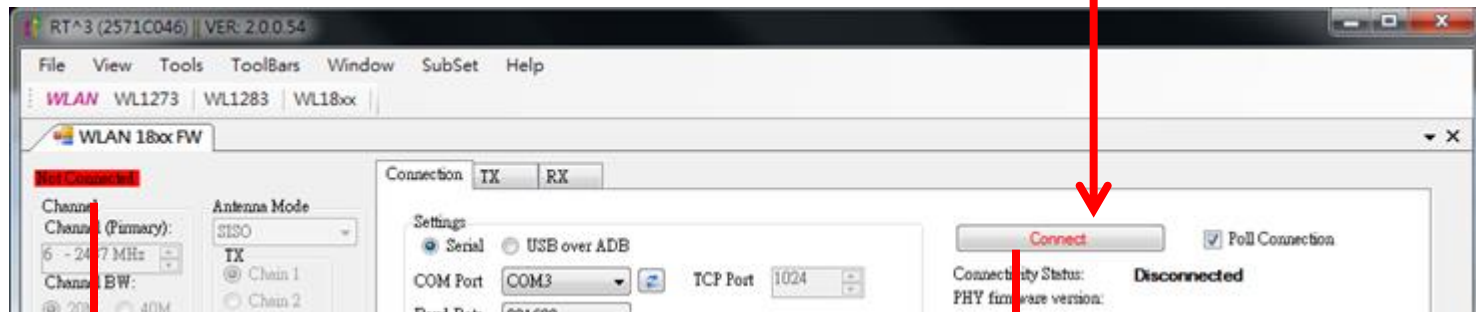 RT^3 (2571C046) || VER: 2.0.0.54
File View Tools ToolBars Window SubSet Help
WLAN WL1273 WL1283 WL18xx
WLAN 18xx FW
Not Connected
Channel
Channel (Pirmary):
6 - 2437 MHz
Channel BW:
20M 40M
Antenna Mode
SISO
TX
Chain 1
Chain 2
Connection TX RX
Settings
Serial USB over ADB
COM Port COM3 TCP Port 1024
Connect Poll Connection
Connectivity Status: Disconnected
PHY firmware version: